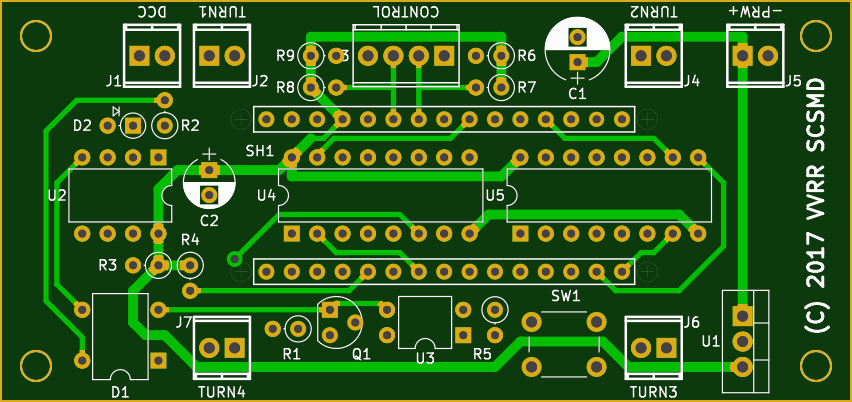 DCC
TURN1
CONTROL
TURN2
+PWR-
R9
3
R6
J1
J2
R8
R7
C1
J4
J5
D2
R2
SH1
U2
U4
U5
C2
R4
R3
SW1
J7
J6
R1
Q1
U3
R5
U1
D1
TURN4
TURN3
(C) 2017 WRR SCSMD